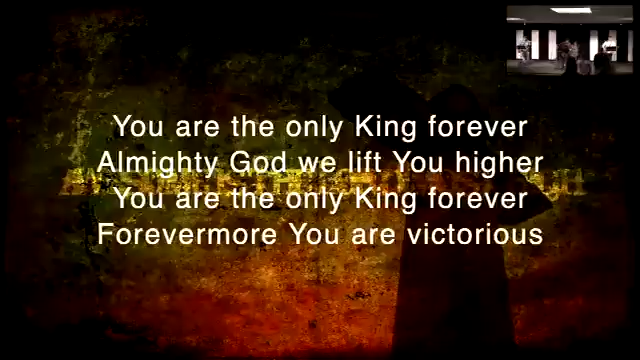 You are the only King forever
Almighty God we lift You higher
You are the only King forever
Forevermore You are victorious